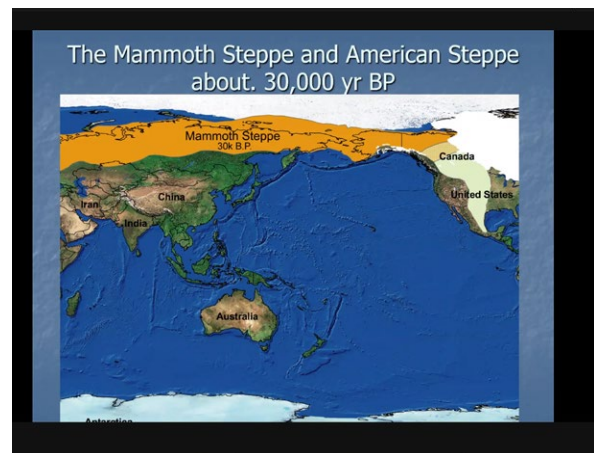 The Mammoth Steppe and American Steppe
about. 30,000 yr BP
Mammoth Steppe
30k B.P.
Canada
United States
China
Iran
India
Australia
Antarctica